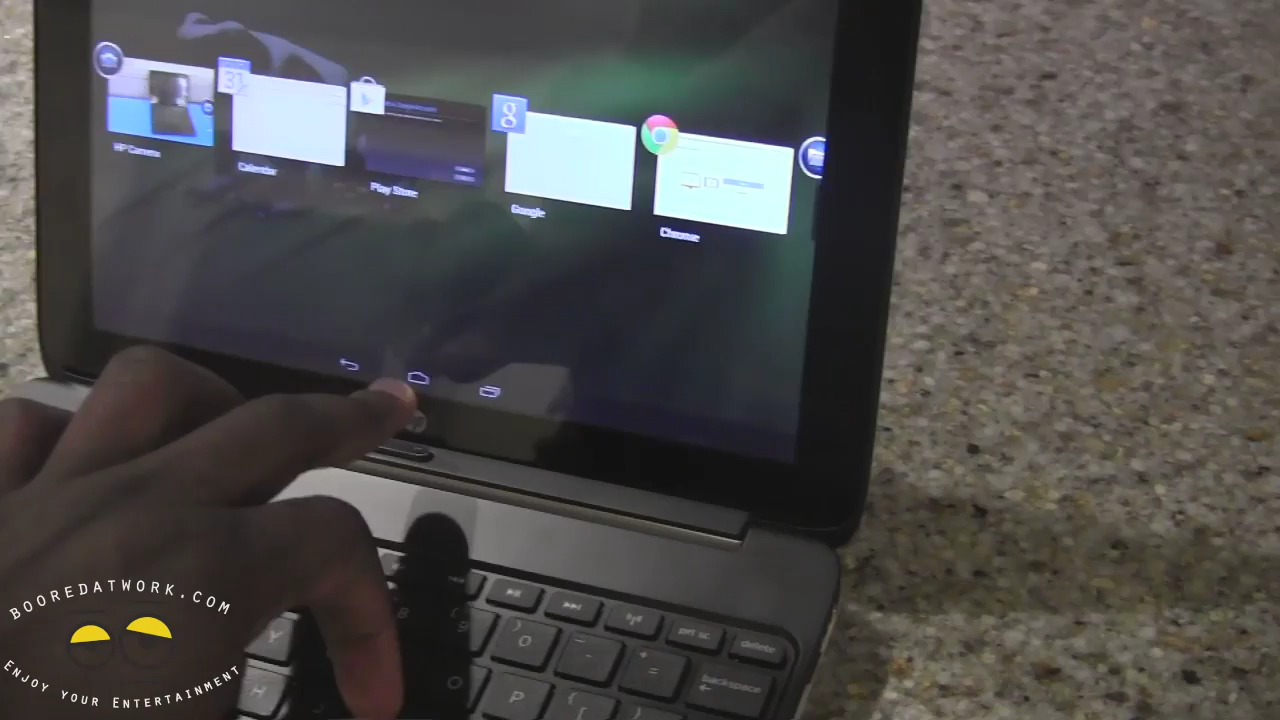 31
HP Camera
Calendar
Play Store
g
Google
Chrome
prt sc
delete
backspace
Y
O
H
P
BOOREDATWORK.COM
ENJOY YOUR ENTERTAINMENT